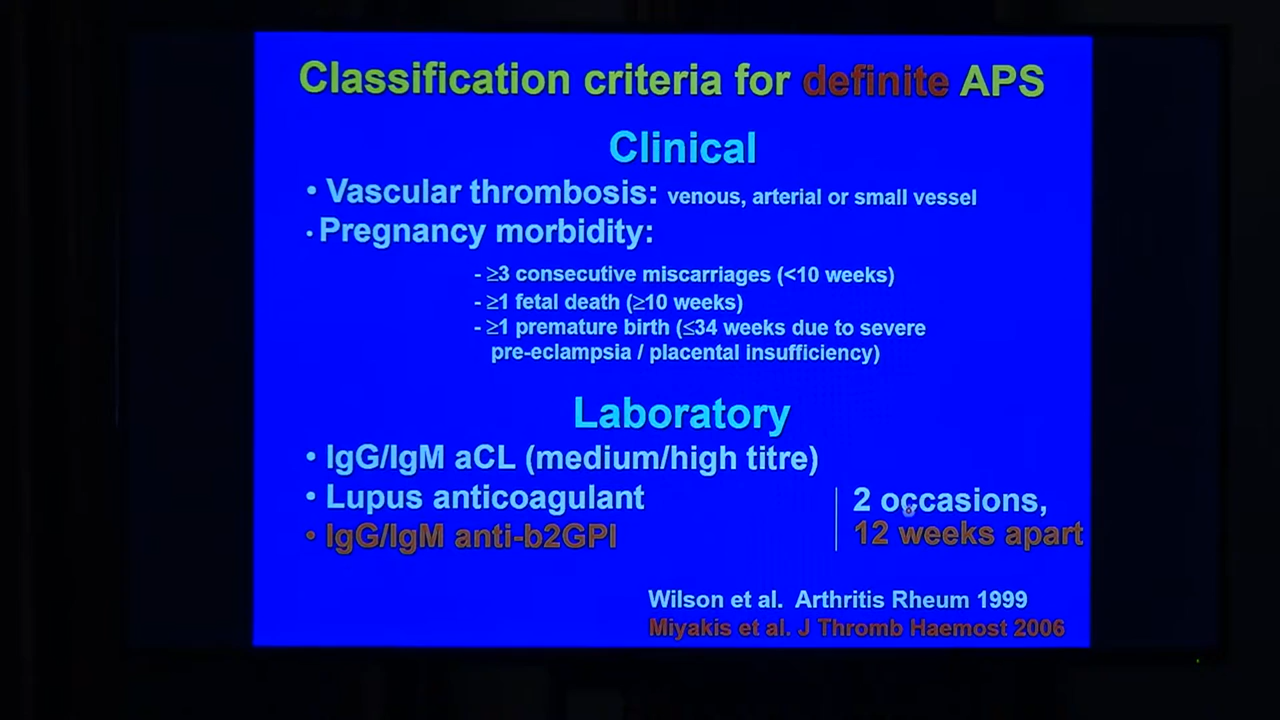 Classification criteria for definite APS
Clinical
• Vascular thrombosis: venous, arterial or small vessel
• Pregnancy morbidity:
- ≥3 consecutive miscarriages (<10 weeks)
- ≥1 fetal death (≥10 weeks)
- ≥1 premature birth (≤34 weeks due to severe
pre-eclampsia / placental insufficiency)
Laboratory
• IgG/IgM aCL (medium/high titre)
• Lupus anticoagulant
• IgG/IgM anti-b2GPI
2 occasions,
12 weeks apart
Wilson et al. Arthritis Rheum 1999
Miyakis et al. J Thromb Haemost 2006